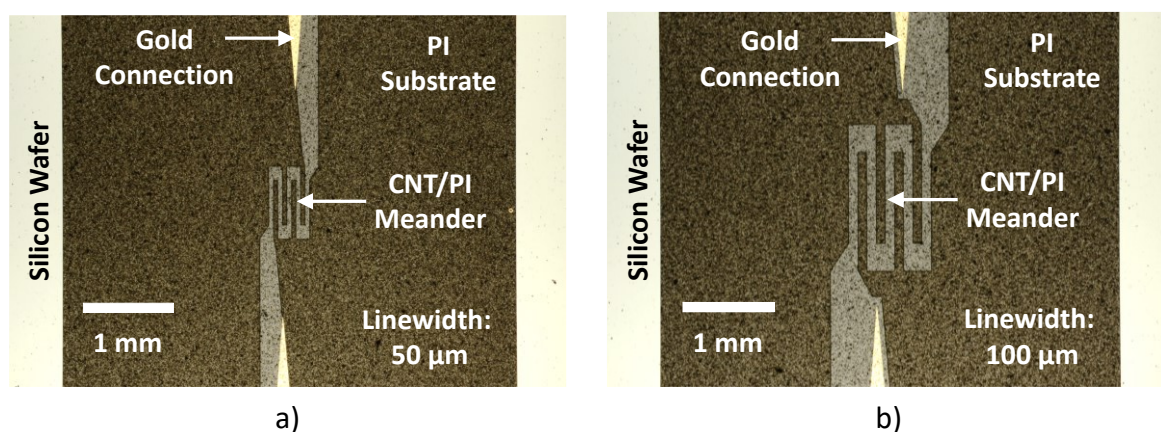 Gold
Connection
PI
Substrate
Silicon Wafer
CNT/PI
Meander
1 mm
Linewidth:
50 µm
a)
Gold
Connection
PI
Substrate
Silicon Wafer
CNT/PI
Meander
1 mm
Linewidth:
100 µm
b)